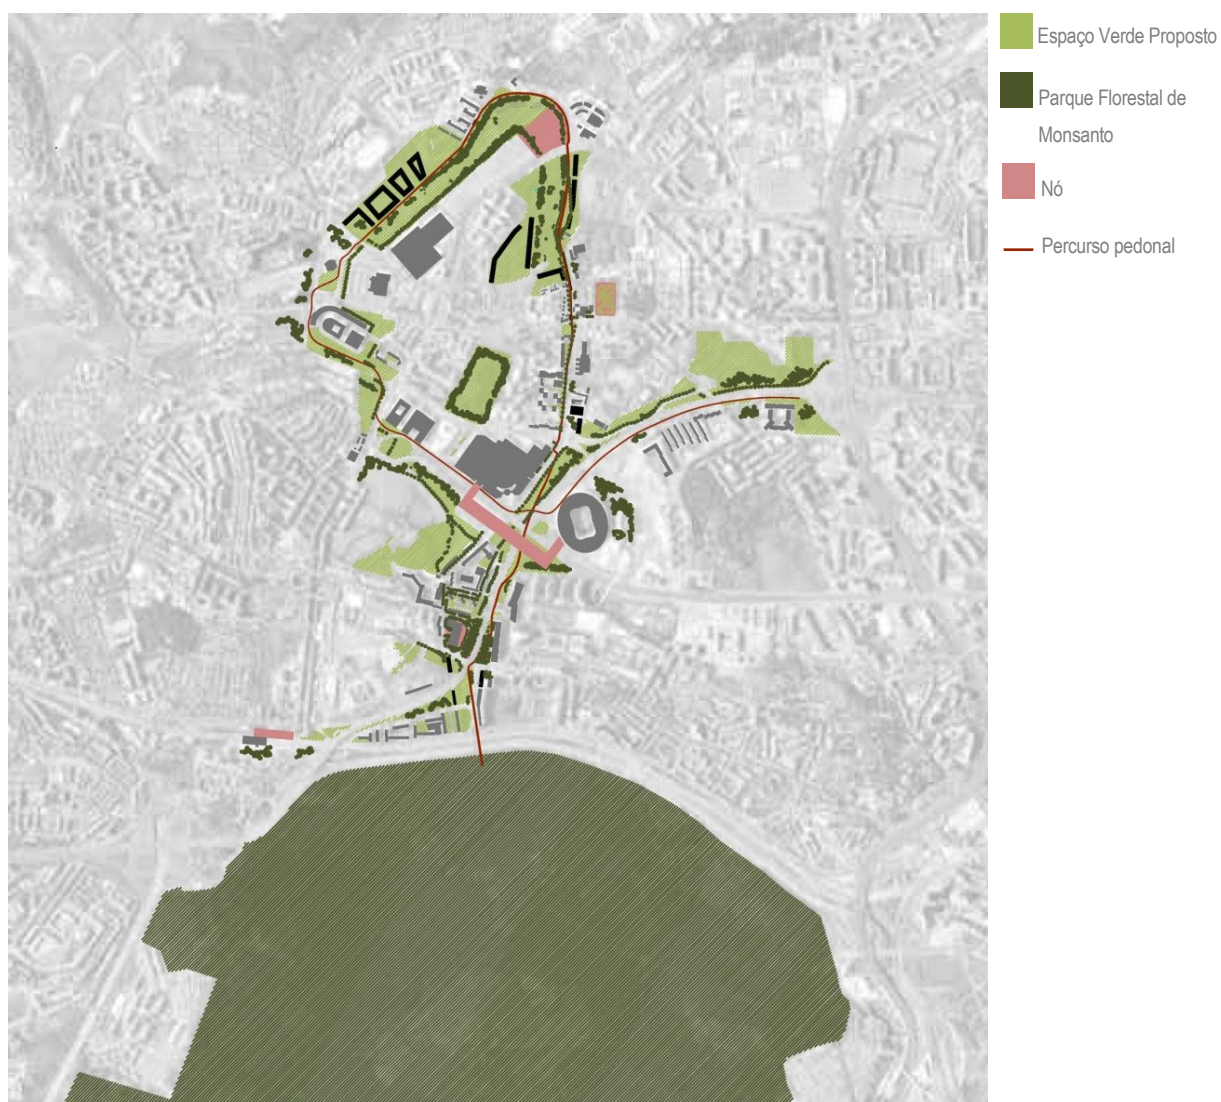 Espaço Verde Proposto
Parque Florestal de
Monsanto
Nó
Percurso pedonal